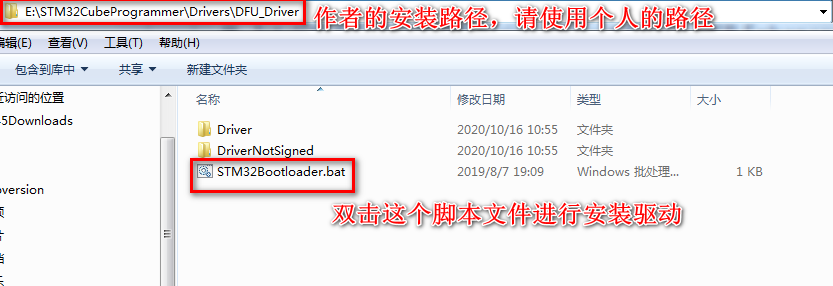 E:\STM32CubeProgrammer\Drivers\DFU_Driver
作者的安装路径，请使用个人的路径
编辑(E) 查看(V) 工具(T) 帮助(H)
包含到库中 共享 新建文件夹
名称 修改日期 类型 大小
近访问的位置
45Downloads
Driver 2020/10/16 10:55 文件夹
DriverNotSigned 2020/10/16 10:55 文件夹
STM32Bootloader.bat 2019/8/7 19:09 Windows 批处理... 1 KB
oversion
双击这个脚本文件进行安装驱动